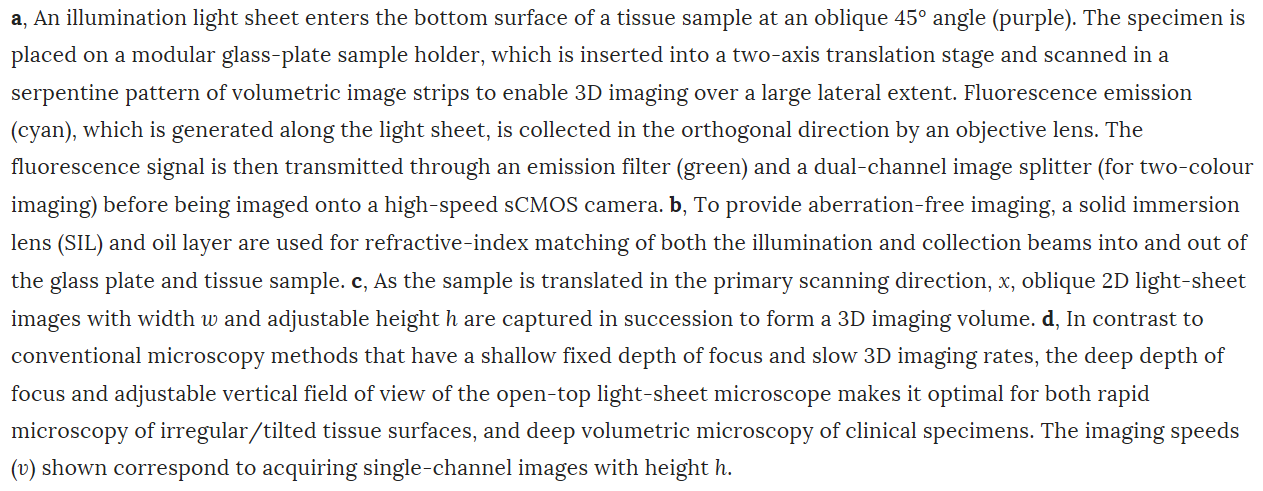 a, An illumination light sheet enters the bottom surface of a tissue sample at an oblique 45° angle (purple). The specimen is
placed on a modular glass-plate sample holder, which is inserted into a two-axis translation stage and scanned in a
serpentine pattern of volumetric image strips to enable 3D imaging over a large lateral extent. Fluorescence emission
(cyan), which is generated along the light sheet, is collected in the orthogonal direction by an objective lens. The
fluorescence signal is then transmitted through an emission filter (green) and a dual-channel image splitter (for two-colour
imaging) before being imaged onto a high-speed sCMOS camera. b, To provide aberration-free imaging, a solid immersion
lens (SIL) and oil layer are used for refractive-index matching of both the illumination and collection beams into and out of
the glass plate and tissue sample. c, As the sample is translated in the primary scanning direction, x, oblique 2D light-sheet
images with width w and adjustable height h are captured in succession to form a 3D imaging volume. d, In contrast to
conventional microscopy methods that have a shallow fixed depth of focus and slow 3D imaging rates, the deep depth of
focus and adjustable vertical field of view of the open-top light-sheet microscope makes it optimal for both rapid
microscopy of irregular/tilted tissue surfaces, and deep volumetric microscopy of clinical specimens. The imaging speeds
(v) shown correspond to acquiring single-channel images with height h.